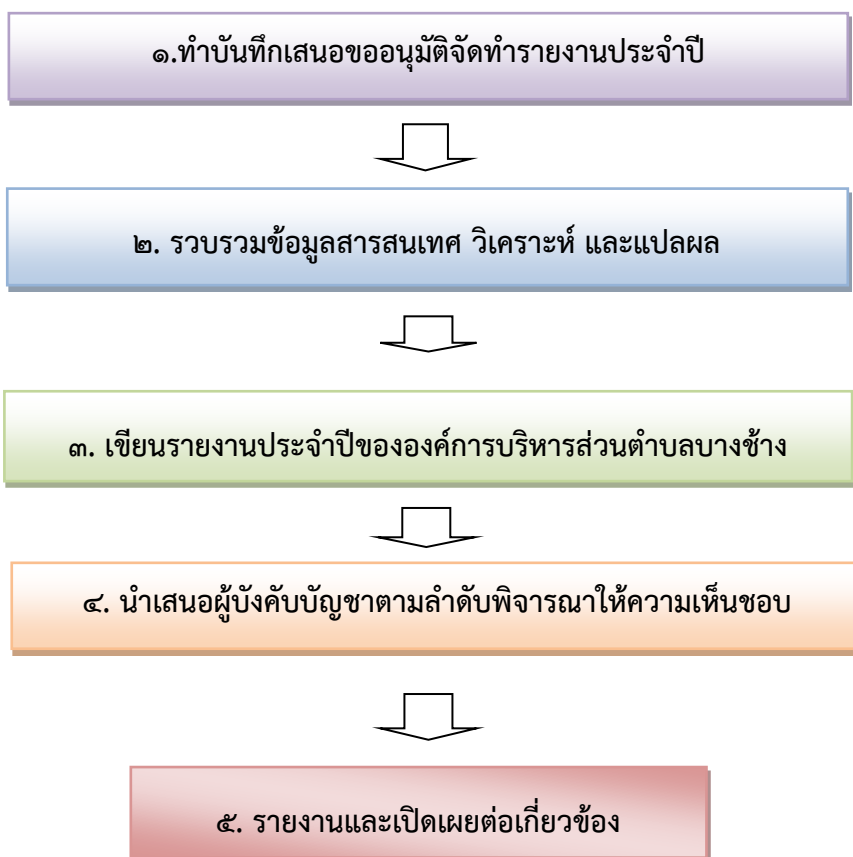 ๑.ทำบันทึกเสนอขออนุมัติจัดทำรายงานประจำปี
๒. รวบรวมข้อมูลสารสนเทศ วิเคราะห์ และแปลผล
๓. เขียนรายงานประจำปีขององค์การบริหารส่วนตำบลบางช้าง
๔. นำเสนอผู้บังคับบัญชาตามลำดับพิจารณาให้ความเห็นชอบ
๕. รายงานและเปิดเผยต่อเกี่ยวข้อง